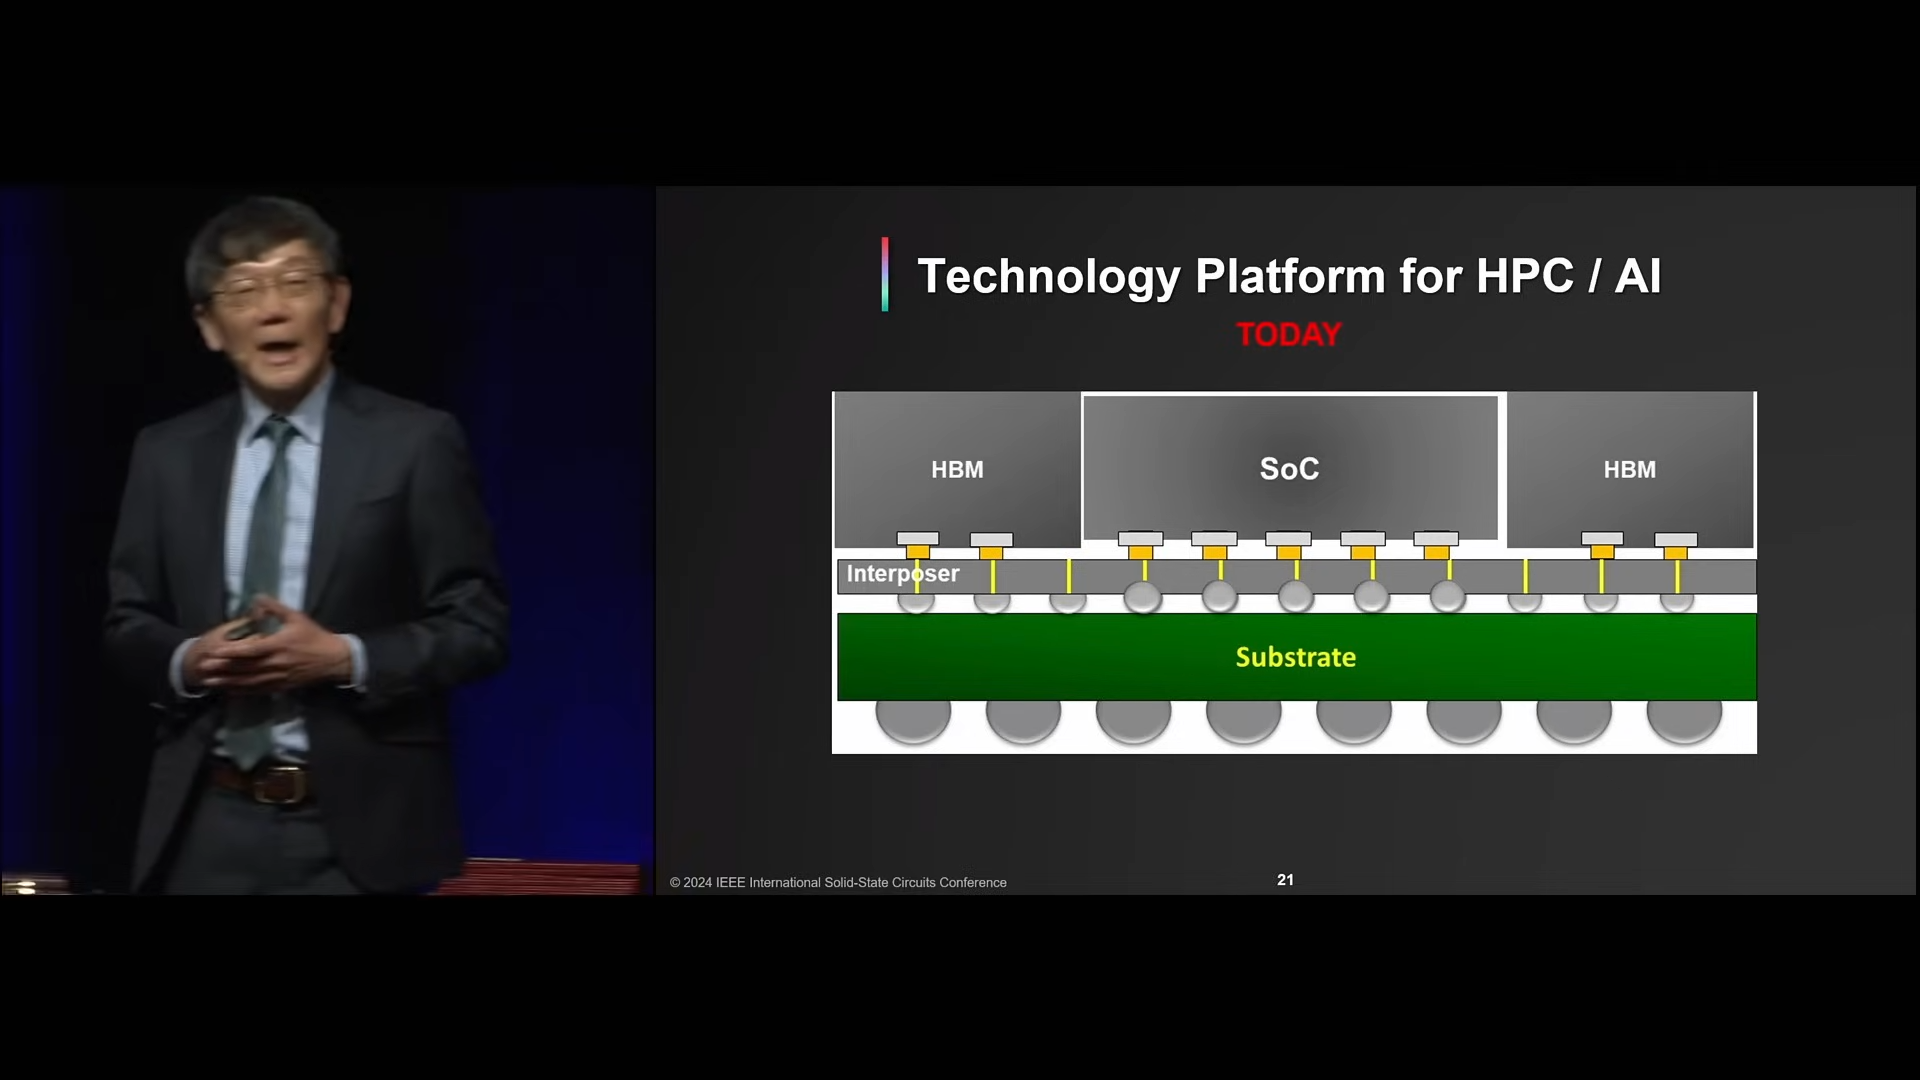 Technology Platform for HPC / AI
TODAY
HBM
SoC
HBM
Interposer
Substrate
© 2024 IEEE International Solid-State Circuits Conference
21